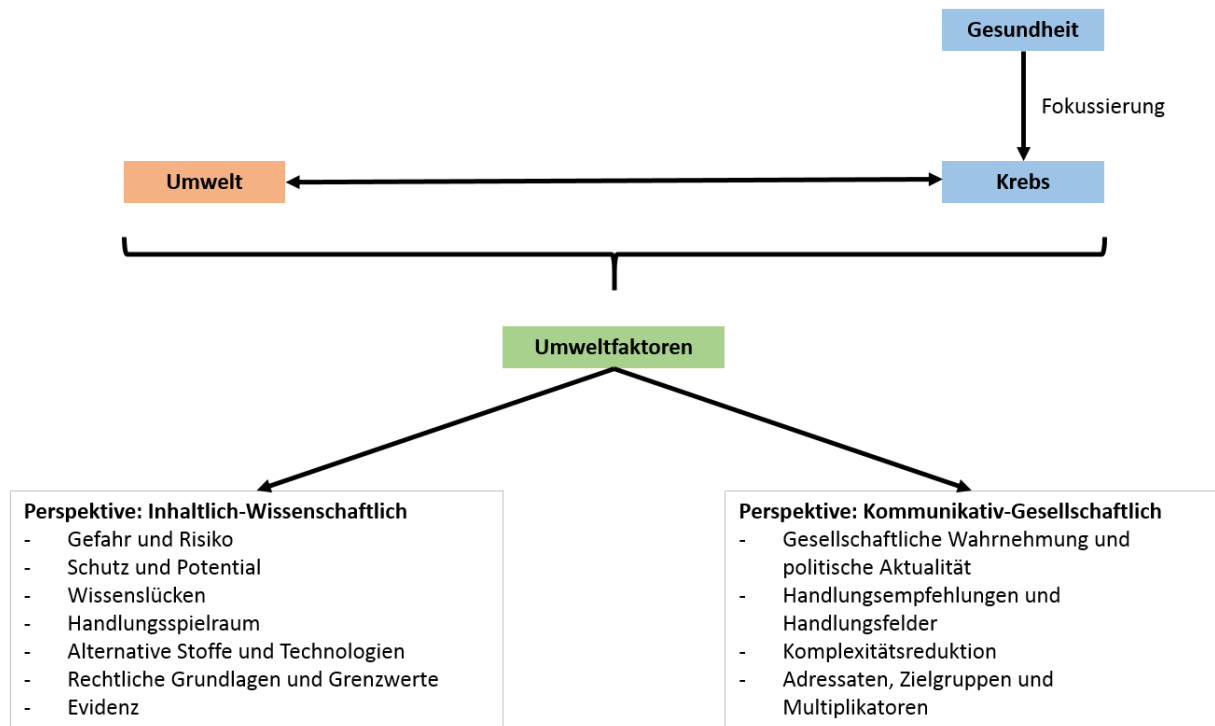 Gesundheit
Fokussierung
Umwelt
Krebs
Umweltfaktoren
Perspektive: Inhaltlich-Wissenschaftlich
- Gefahr und Risiko
- Schutz und Potential
- Wissenslücken
- Handlungsspielraum
- Alternative Stoffe und Technologien
- Rechtliche Grundlagen und Grenzwerte
- Evidenz
Perspektive: Kommunikativ-Gesellschaftlich
- Gesellschaftliche Wahrnehmung und
politische Aktualität
- Handlungsempfehlungen und
Handlungsfelder
- Komplexitätsreduktion
- Adressaten, Zielgruppen und
Multiplikatoren